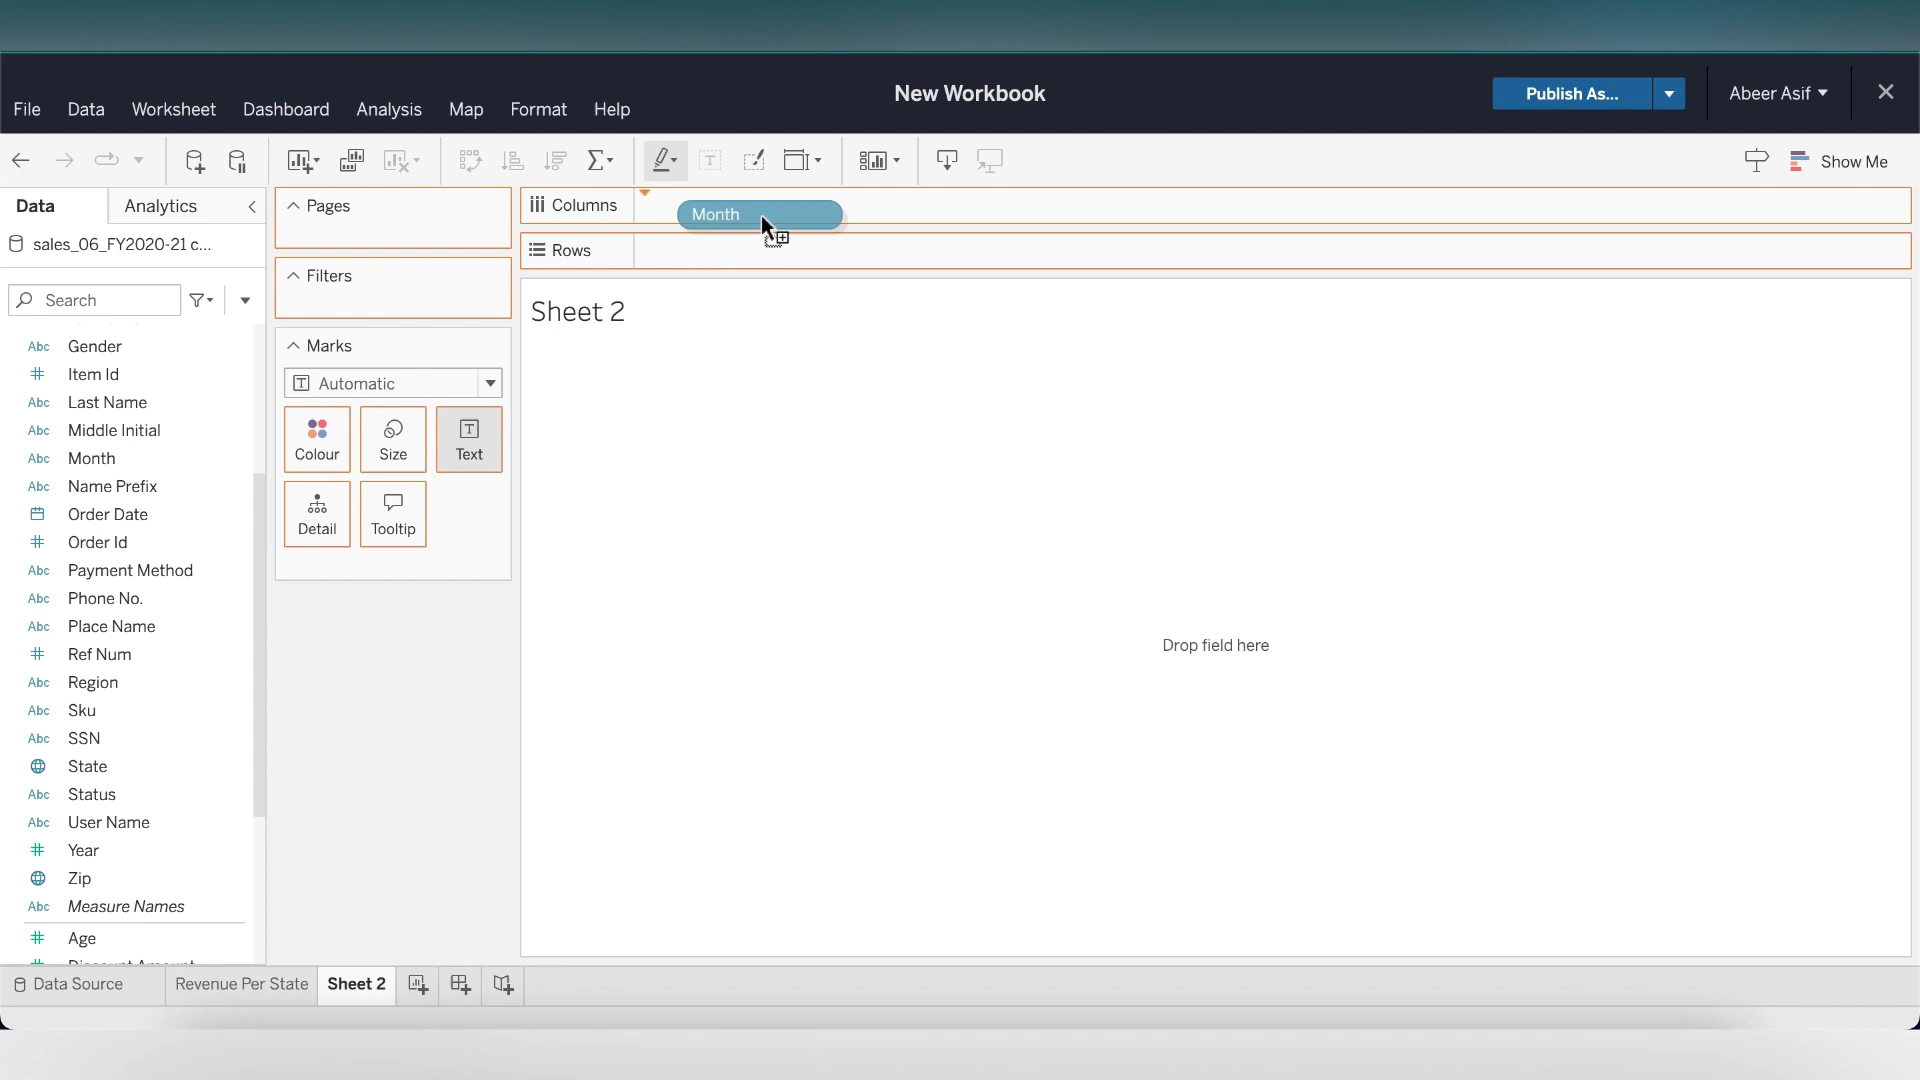 New Workbook
Publish As...
Abeer Asif
File Data Worksheet Dashboard Analysis Map Format Help
Show Me
Data Analytics
sales_06_FY2020-21 c...
Search
Gender
Item Id
Last Name
Middle Initial
Month
Name Prefix
Order Date
Order Id
Payment Method
Phone No.
Place Name
Ref Num
Region
Sku
SSN
State
Status
User Name
Year
Zip
Measure Names
Age
Pages
Filters
Marks
Automatic
Colour Size Text
Detail Tooltip
Columns
Month
Rows
Sheet 2
Drop field here
Data Source Revenue Per State Sheet 2